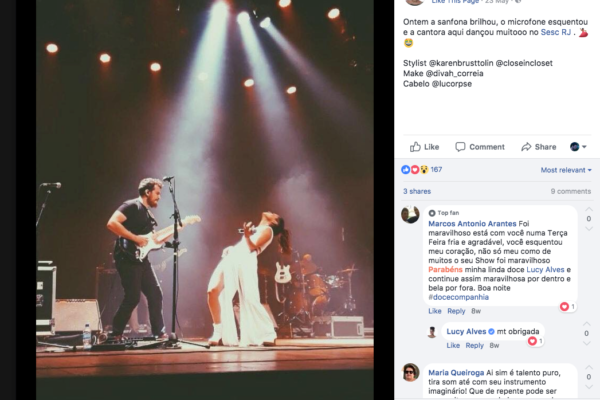 Like This Page · 23 May ·
Ontem a sanfona brilhou, o microfone esquentou
e a cantora aqui dançou muitooo no Sesc RJ . 💃
😂
Stylist @karenbrusttolin @closeincloset
Make @divah_correia
Cabelo @lucorpse
Like Comment Share
167 Most relevant
3 shares 9 comments
Top fan
Marcos Antonio Arantes Foi
maravilhoso está com você numa Terça
Feira fria e agradável, você esquentou
meu coração, não só meu como de
muitos o seu Show foi maravilhoso
Parabéns minha linda doce Lucy Alves e
continue assim maravilhosa por dentro e
bela por fora. Boa noite
#docecompanhia
0
1
Like Reply 8w
Lucy Alves mt obrigada
0
1
Like Reply 8w
Maria Queiroga Ai sim é talento puro,
tira som até com seu instrumento
imaginário! Que de repente pode ser
0